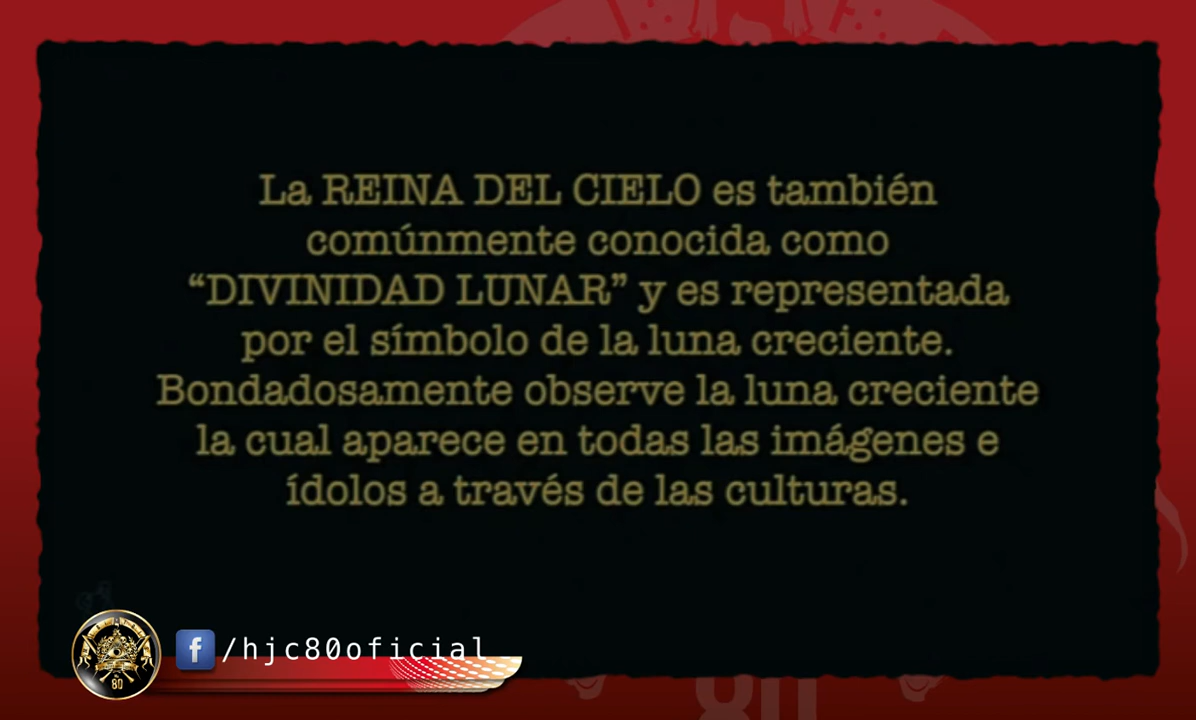 La REINA DEL CIELO es también
comúnmente conocida como
“DIVINIDAD LUNAR” y es representada
por el símbolo de la luna creciente.
Bondadosamente observe la luna creciente
la cual aparece en todas las imágenes e
ídolos a través de las culturas.
f /hjc80oficial
80
80